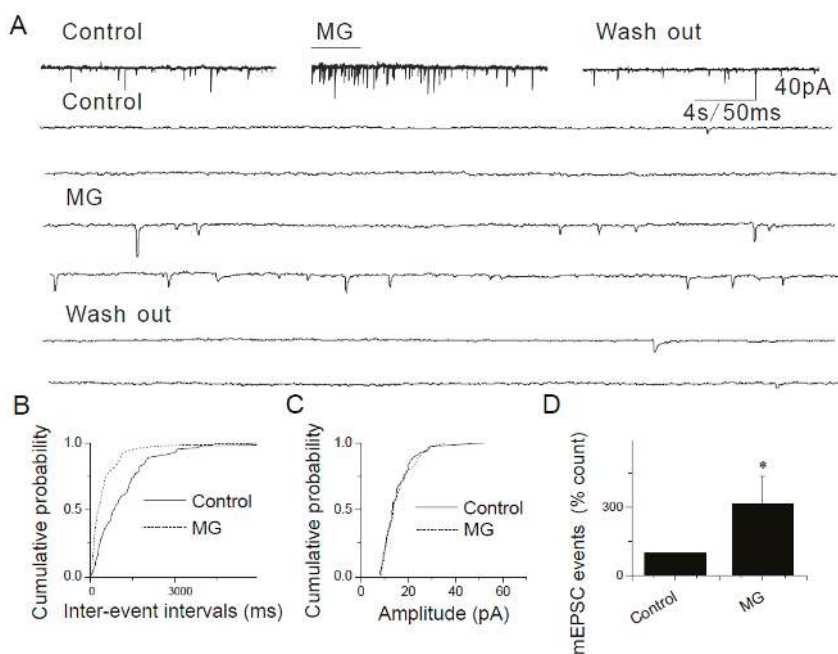 A
Control
MG
Wash out
40pA
4s/50ms
Control
MG
Wash out
B
Cumulative probability
1.0
0.5
0.0
Control
MG
0
3000
Inter-event intervals (ms)
C
Cumulative probability
1.0
0.5
0.0
Control
MG
0
20
40
60
Amplitude (pA)
D
mEPSC events (% count)
300
0
*
Control
MG